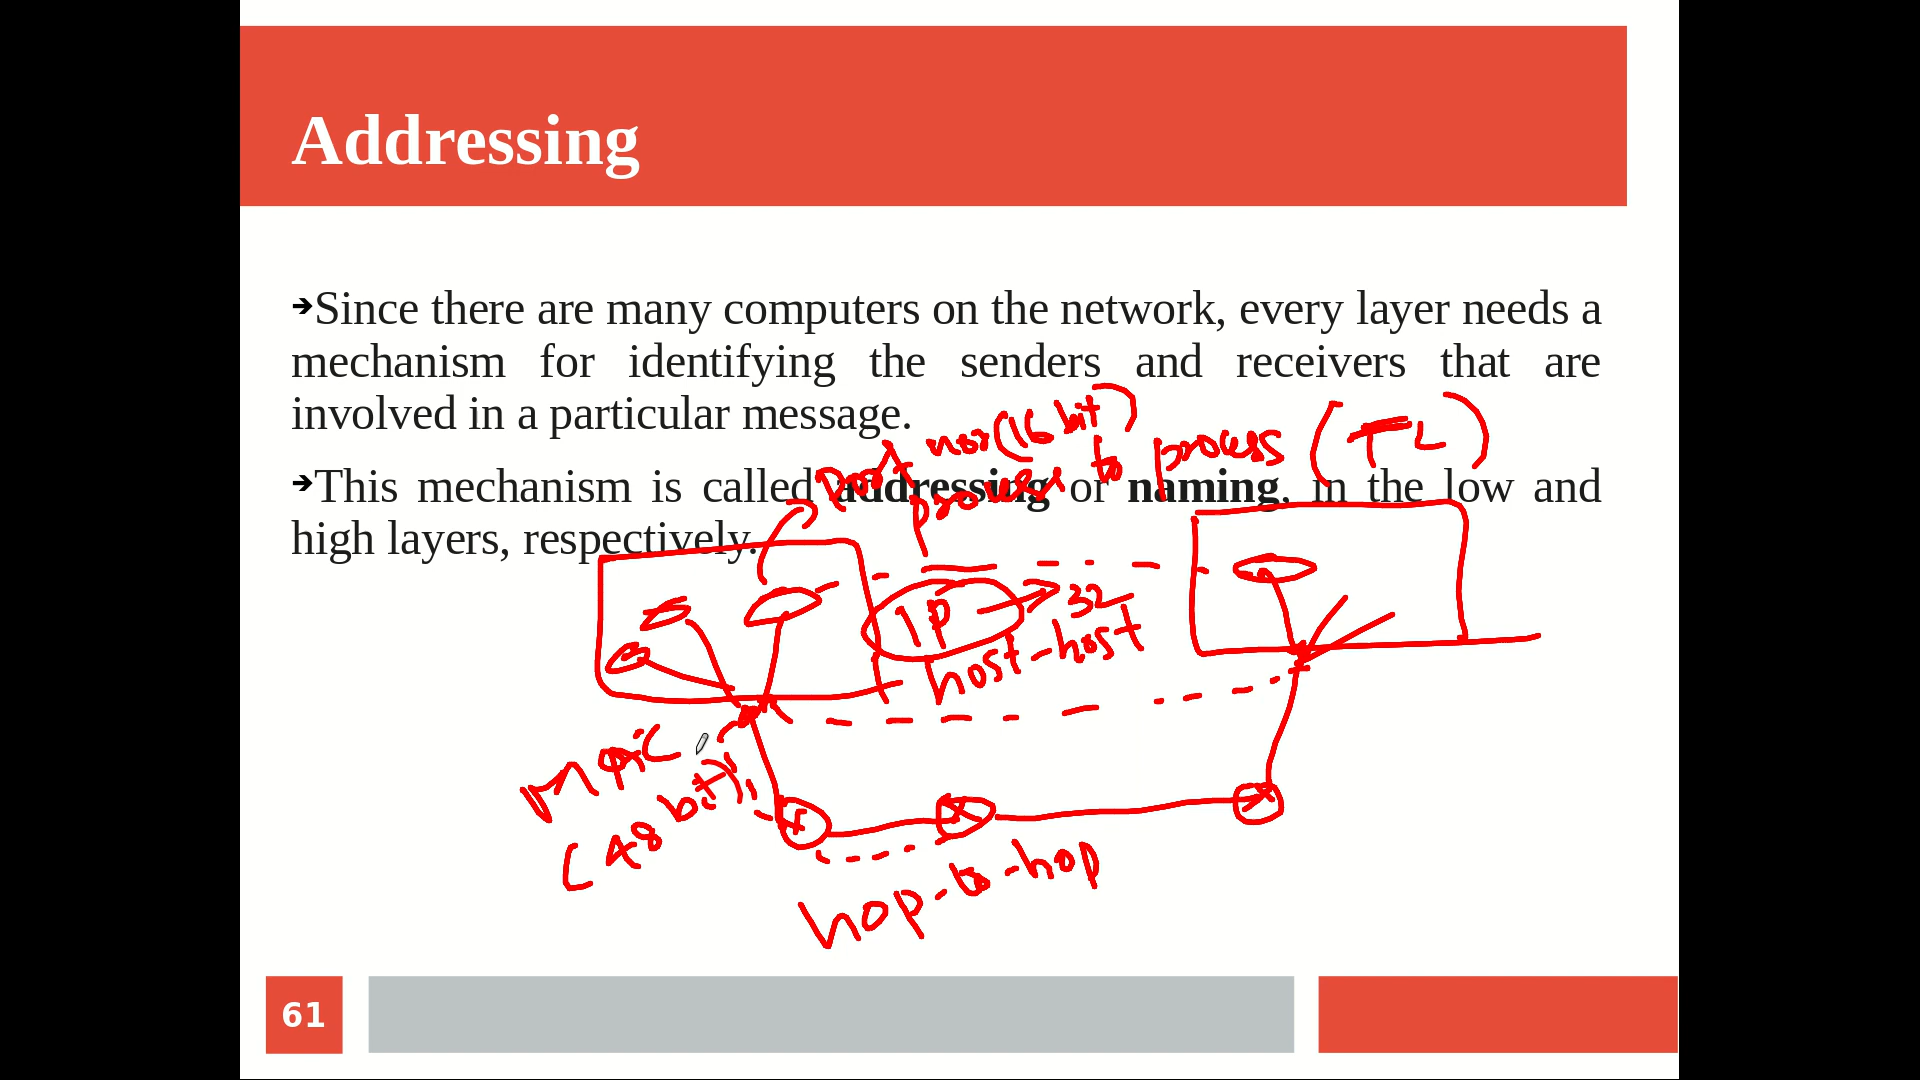 Addressing
➔Since there are many computers on the network, every layer needs a
mechanism for identifying the senders and receivers that are
involved in a particular message.
port nos(16 bit)
process to process (TL)
➔This mechanism is called addressing or naming, in the low and
high layers, respectively.
IP → 32
host-host
MAC
(48 bit)
hop-to-hop
61